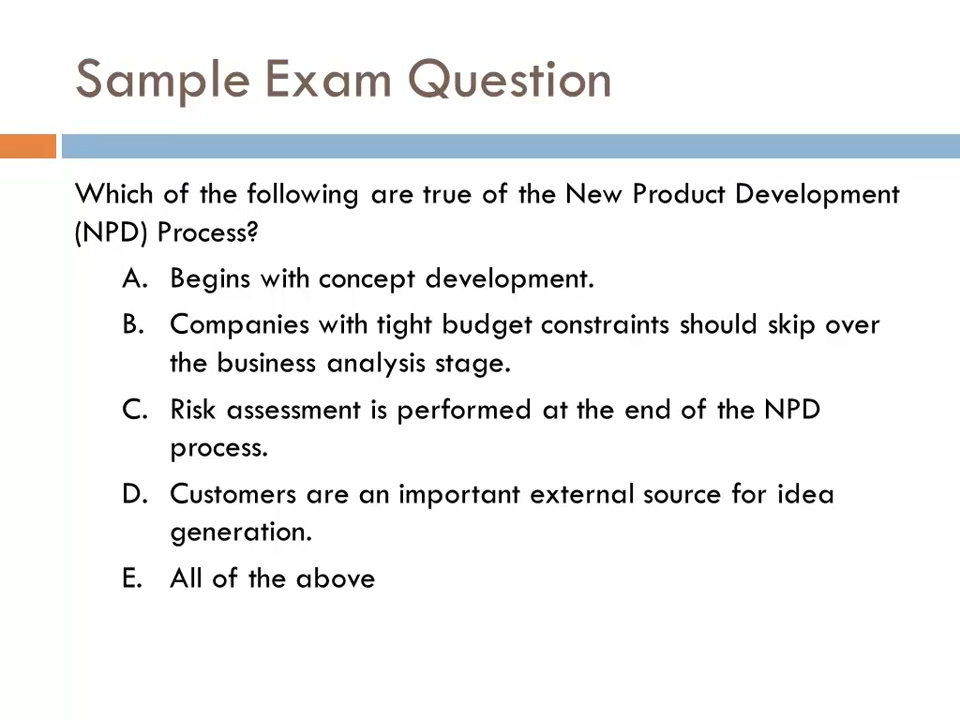 Sample Exam Question
Which of the following are true of the New Product Development
(NPD) Process?
A. Begins with concept development.
B. Companies with tight budget constraints should skip over
the business analysis stage.
C. Risk assessment is performed at the end of the NPD
process.
D. Customers are an important external source for idea
generation.
E. All of the above